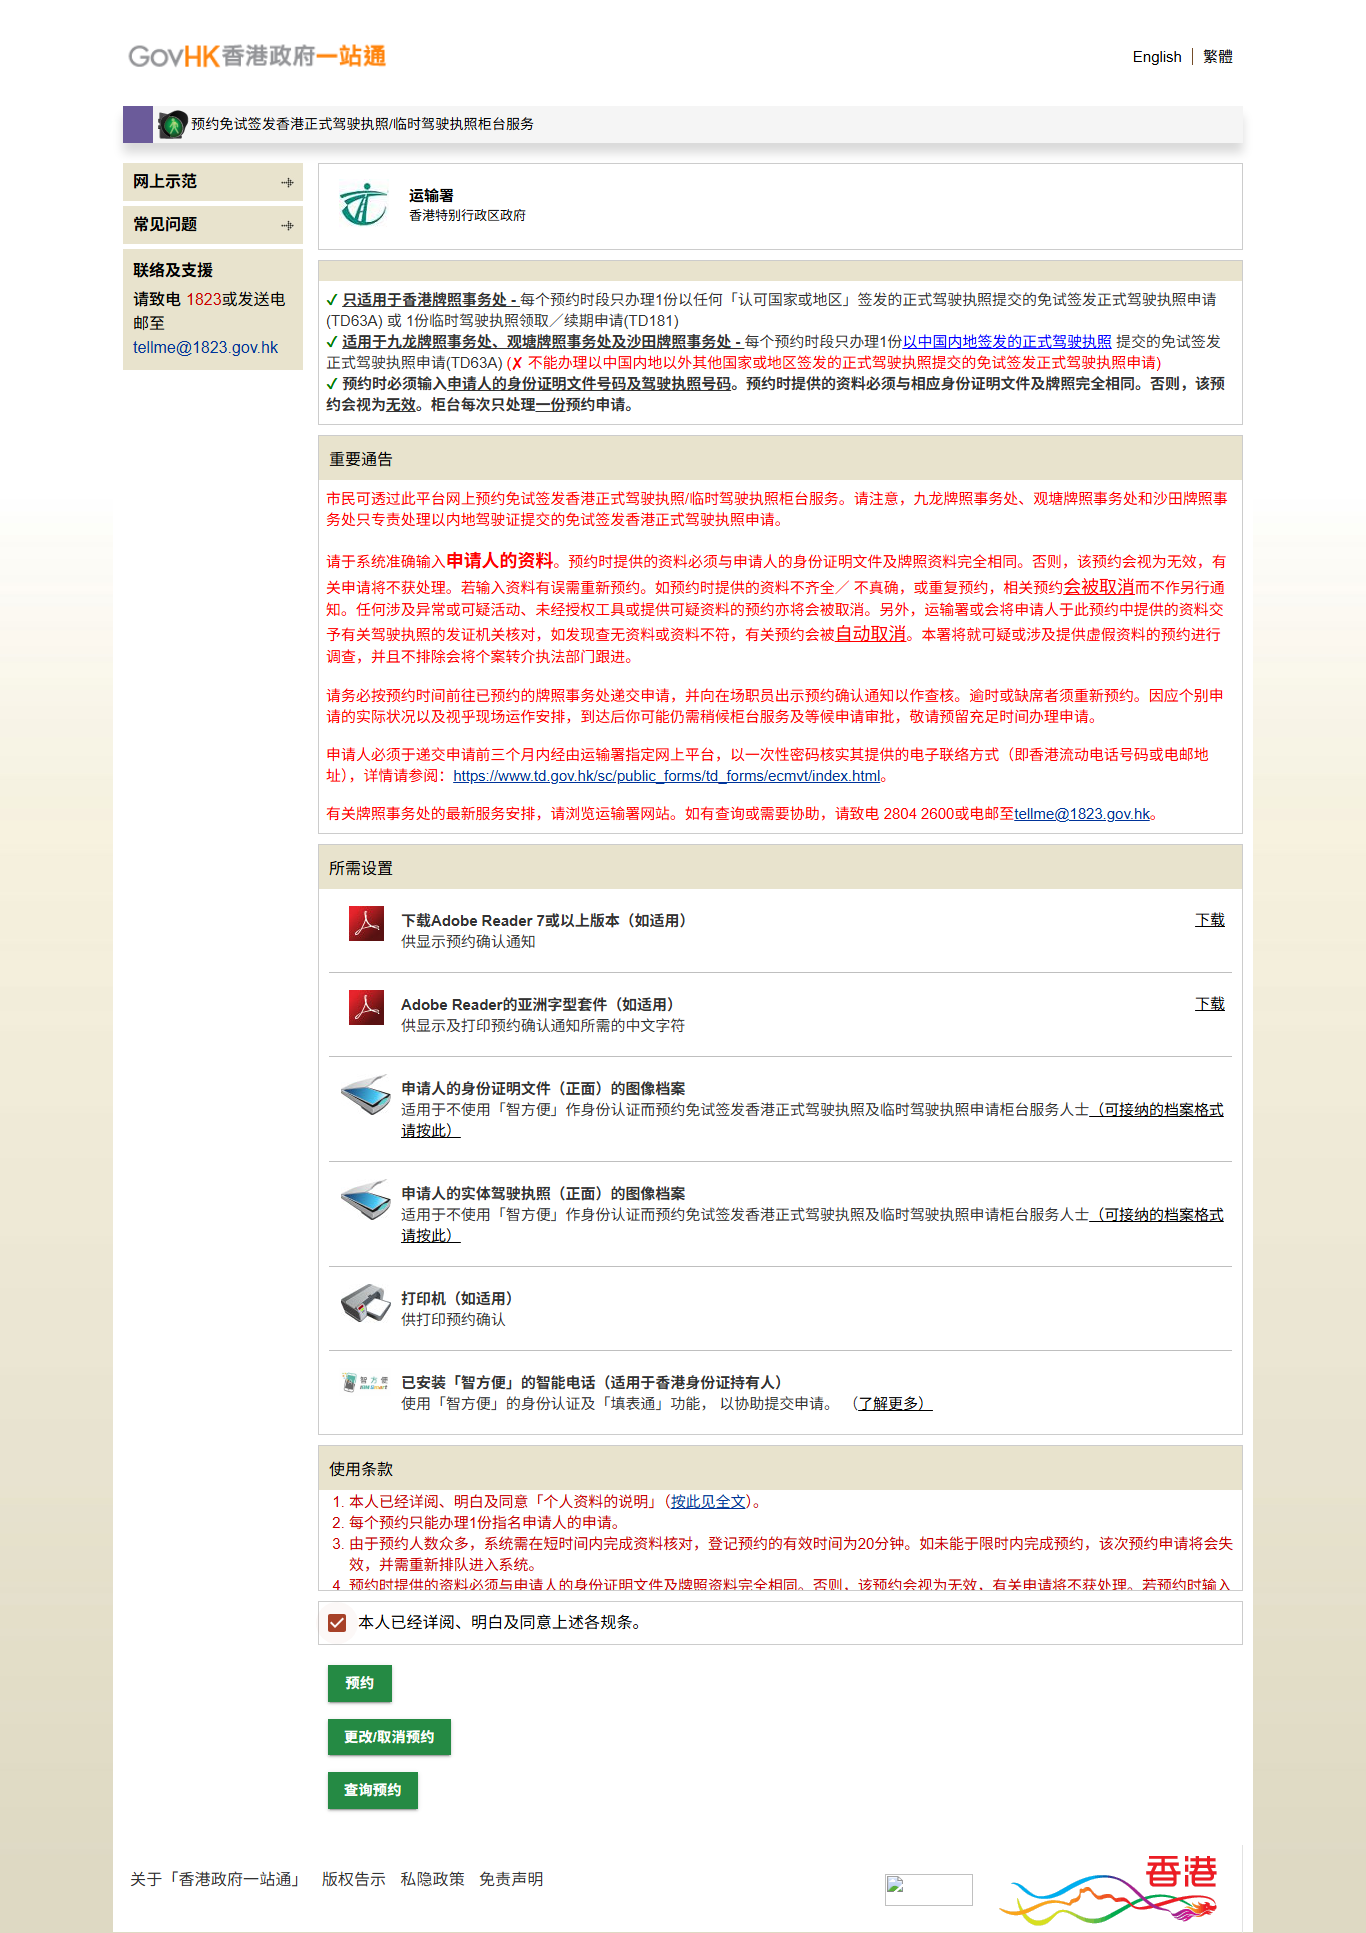 GovHK香港政府一站通
English
繁體
预约免试签发香港正式驾驶执照/临时驾驶执照柜台服务
网上示范
常见问题
联络及支援
请致电 1823或发送电
邮至
tellme@1823.gov.hk
运输署
香港特别行政区政府
✓ 只适用于香港牌照事务处 - 每个预约时段只办理1份以任何「认可国家或地区」签发的正式驾驶执照提交的免试签发正式驾驶执照申请
(TD63A) 或 1份临时驾驶执照领取／续期申请(TD181)
✓ 适用于九龙牌照事务处、观塘牌照事务处及沙田牌照事务处 - 每个预约时段只办理1份以中国内地签发的正式驾驶执照 提交的免试签发
正式驾驶执照申请(TD63A) (✗ 不能办理以中国内地以外其他国家或地区签发的正式驾驶执照提交的免试签发正式驾驶执照申请)
✓ 预约时必须输入申请人的身份证明文件号码及驾驶执照号码。预约时提供的资料必须与相应身份证明文件及牌照完全相同。否则，该预
约会视为无效。柜台每次只处理一份预约申请。
重要通告
市民可透过此平台网上预约免试签发香港正式驾驶执照/临时驾驶执照柜台服务。请注意，九龙牌照事务处、观塘牌照事务处和沙田牌照事
务处只专责处理以内地驾驶证提交的免试签发香港正式驾驶执照申请。
请于系统准确输入申请人的资料。预约时提供的资料必须与申请人的身份证明文件及牌照资料完全相同。否则，该预约会视为无效，有
关申请将不获处理。若输入资料有误需重新预约。如预约时提供的资料不齐全／ 不真确，或重复预约，相关预约会被取消而不作另行通
知。任何涉及异常或可疑活动、未经授权工具或提供可疑资料的预约亦将会被取消。另外，运输署或会将申请人于此预约中提供的资料交
予有关驾驶执照的发证机关核对，如发现查无资料或资料不符，有关预约会被自动取消。本署将就可疑或涉及提供虚假资料的预约进行
调查，并且不排除会将个案转介执法部门跟进。
请务必按预约时间前往已预约的牌照事务处递交申请，并向在场职员出示预约确认通知以作查核。逾时或缺席者须重新预约。因应个别申
请的实际状况以及视乎现场运作安排，到达后你可能仍需稍候柜台服务及等候申请审批，敬请预留充足时间办理申请。
申请人必须于递交申请前三个月内经由运输署指定网上平台，以一次性密码核实其提供的电子联络方式（即香港流动电话号码或电邮地
址），详情请参阅：https://www.td.gov.hk/sc/public_forms/td_forms/ecmvt/index.html。
有关牌照事务处的最新服务安排，请浏览运输署网站。如有查询或需要协助，请致电 2804 2600或电邮至tellme@1823.gov.hk。
所需设置
下载Adobe Reader 7或以上版本（如适用）
下载
供显示预约确认通知
Adobe Reader的亚洲字型套件（如适用）
下载
供显示及打印预约确认通知所需的中文字符
申请人的身份证明文件（正面）的图像档案
适用于不使用「智方便」作身份认证而预约免试签发香港正式驾驶执照及临时驾驶执照申请柜台服务人士（可接纳的档案格式
请按此）
申请人的实体驾驶执照（正面）的图像档案
适用于不使用「智方便」作身份认证而预约免试签发香港正式驾驶执照及临时驾驶执照申请柜台服务人士（可接纳的档案格式
请按此）
打印机（如适用）
供打印预约确认
智方便
iAM Smart
已安装「智方便」的智能电话（适用于香港身份证持有人）
使用「智方便」的身份认证及「填表通」功能， 以协助提交申请。 （了解更多）
使用条款
1. 本人已经详阅、明白及同意「个人资料的说明」（按此见全文）。
2. 每个预约只能办理1份指名申请人的申请。
3. 由于预约人数众多，系统需在短时间内完成资料核对，登记预约的有效时间为20分钟。如未能于限时内完成预约，该次预约申请将会失
效，并需重新排队进入系统。
4. 预约时提供的资料必须与申请人的身份证明文件及牌照资料完全相同。否则，该预约会视为无效，有关申请将不获处理。若预约时输入
本人已经详阅、明白及同意上述各规条。
预约
更改/取消预约
查询预约
关于「香港政府一站通」
版权告示
私隐政策
免责声明
香港